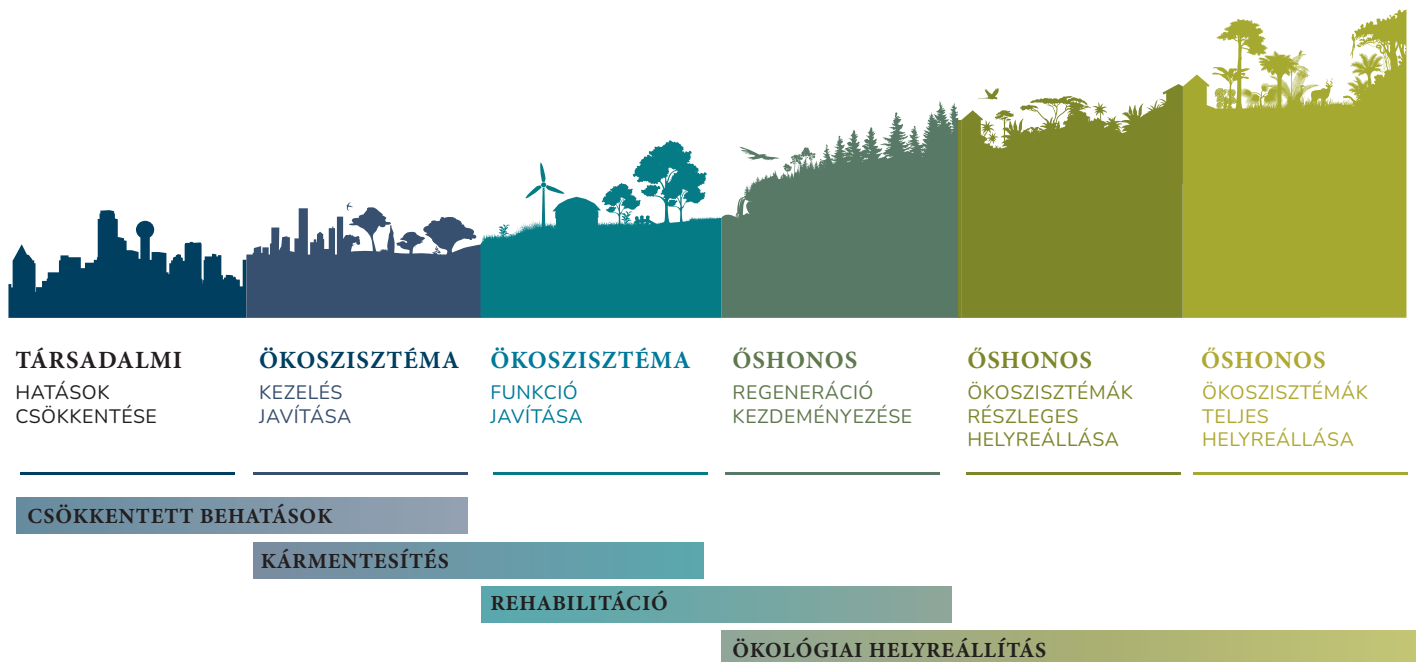 TÁRSADALMI
HATÁSOK
CSÖKKENTÉSE
ÖKOSZISZTÉMA
KEZELÉS
JAVÍTÁSA
ÖKOSZISZTÉMA
FUNKCIÓ
JAVÍTÁSA
ŐSHONOS
REGENERÁCIÓ
KEZDEMÉNYEZÉSE
ŐSHONOS
ÖKOSZISZTÉMÁK
RÉSZLEGES
HELYREÁLLÁSA
ŐSHONOS
ÖKOSZISZTÉMÁK
TELJES
HELYREÁLLÁSA
CSÖKKENTETT BEHATÁSOK
KÁRMENTESÍTÉS
REHABILITÁCIÓ
ÖKOLÓGIAI HELYREÁLLÍTÁS